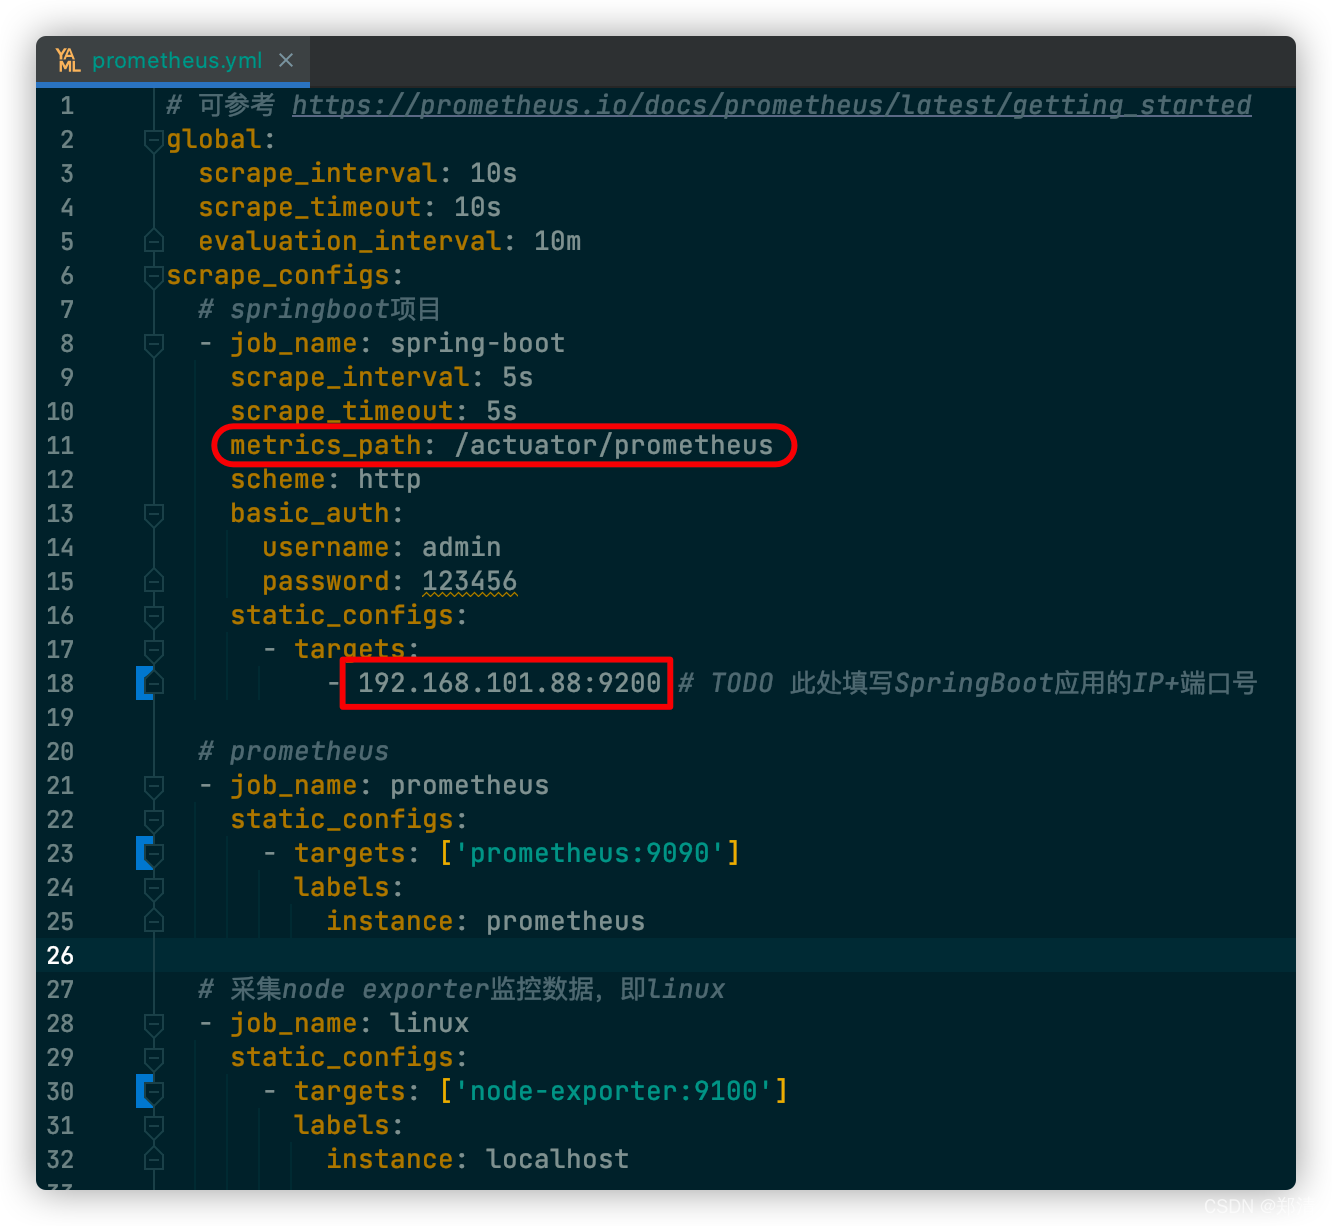 YAML prometheus.yml
1 # 可参考 https://prometheus.io/docs/prometheus/latest/getting_started
2 global:
3 scrape_interval: 10s
4 scrape_timeout: 10s
5 evaluation_interval: 10m
6 scrape_configs:
7 # springboot项目
8 - job_name: spring-boot
9 scrape_interval: 5s
10 scrape_timeout: 5s
11 metrics_path: /actuator/prometheus
12 scheme: http
13 basic_auth:
14 username: admin
15 password: 123456
16 static_configs:
17 - targets:
18 - 192.168.101.88:9200 # TODO 此处填写SpringBoot应用的IP+端口号
19
20 # prometheus
21 - job_name: prometheus
22 static_configs:
23 - targets: ['prometheus:9090']
24 labels:
25 instance: prometheus
26
27 # 采集node exporter监控数据，即linux
28 - job_name: linux
29 static_configs:
30 - targets: ['node-exporter:9100']
31 labels:
32 instance: localhost
CSDN @郑